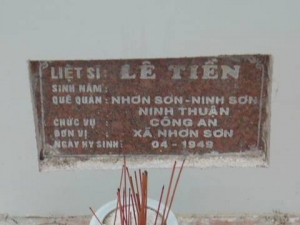 LIỆT SĨ: LÊ TIỀN
SINH NĂM:
QUÊ QUÁN: NHƠN SƠN-NINH SƠN
NINH THUẬN
CHỨC VỤ : CÔNG AN
ĐƠN VỊ : XÃ NHƠN SƠN
NGÀY HY SINH: 04 - 1949